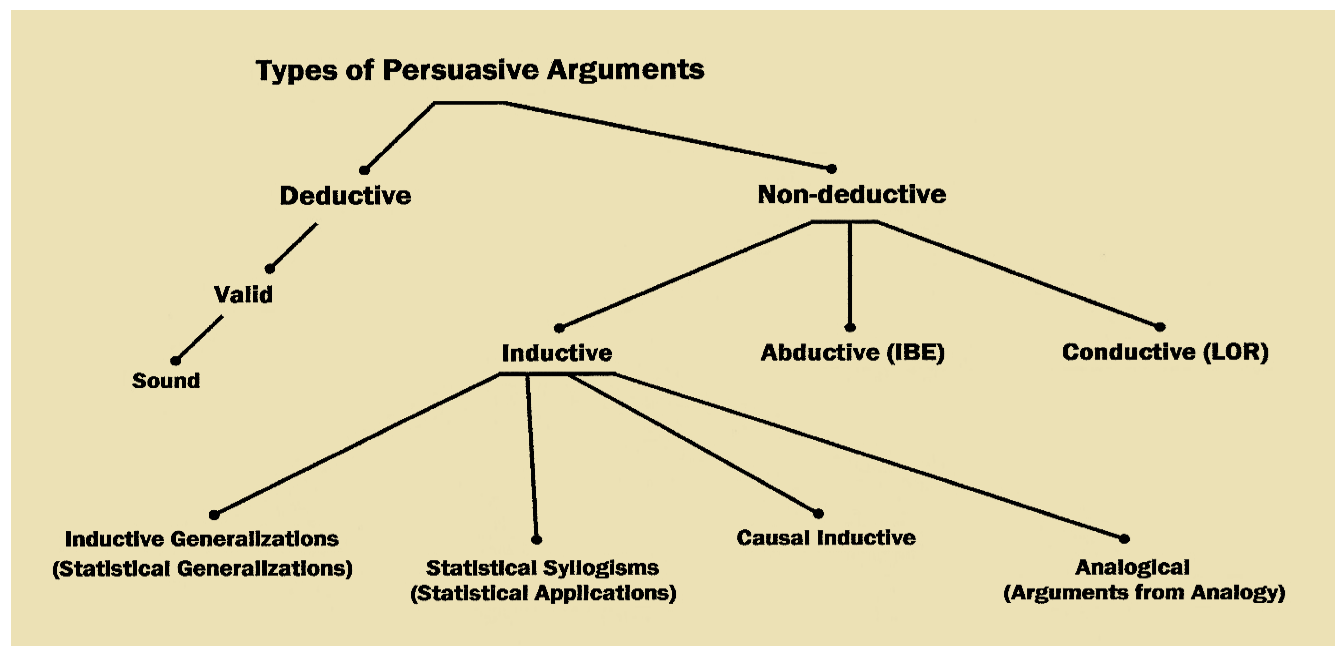 Types of Persuasive Arguments
Deductive
Non-deductive
Valid
Sound
Inductive
Abductive (IBE)
Conductive (LOR)
Inductive Generalizations
(Statistical Generalizations)
Statistical Syllogisms
(Statistical Applications)
Causal Inductive
Analogical
(Arguments from Analogy)